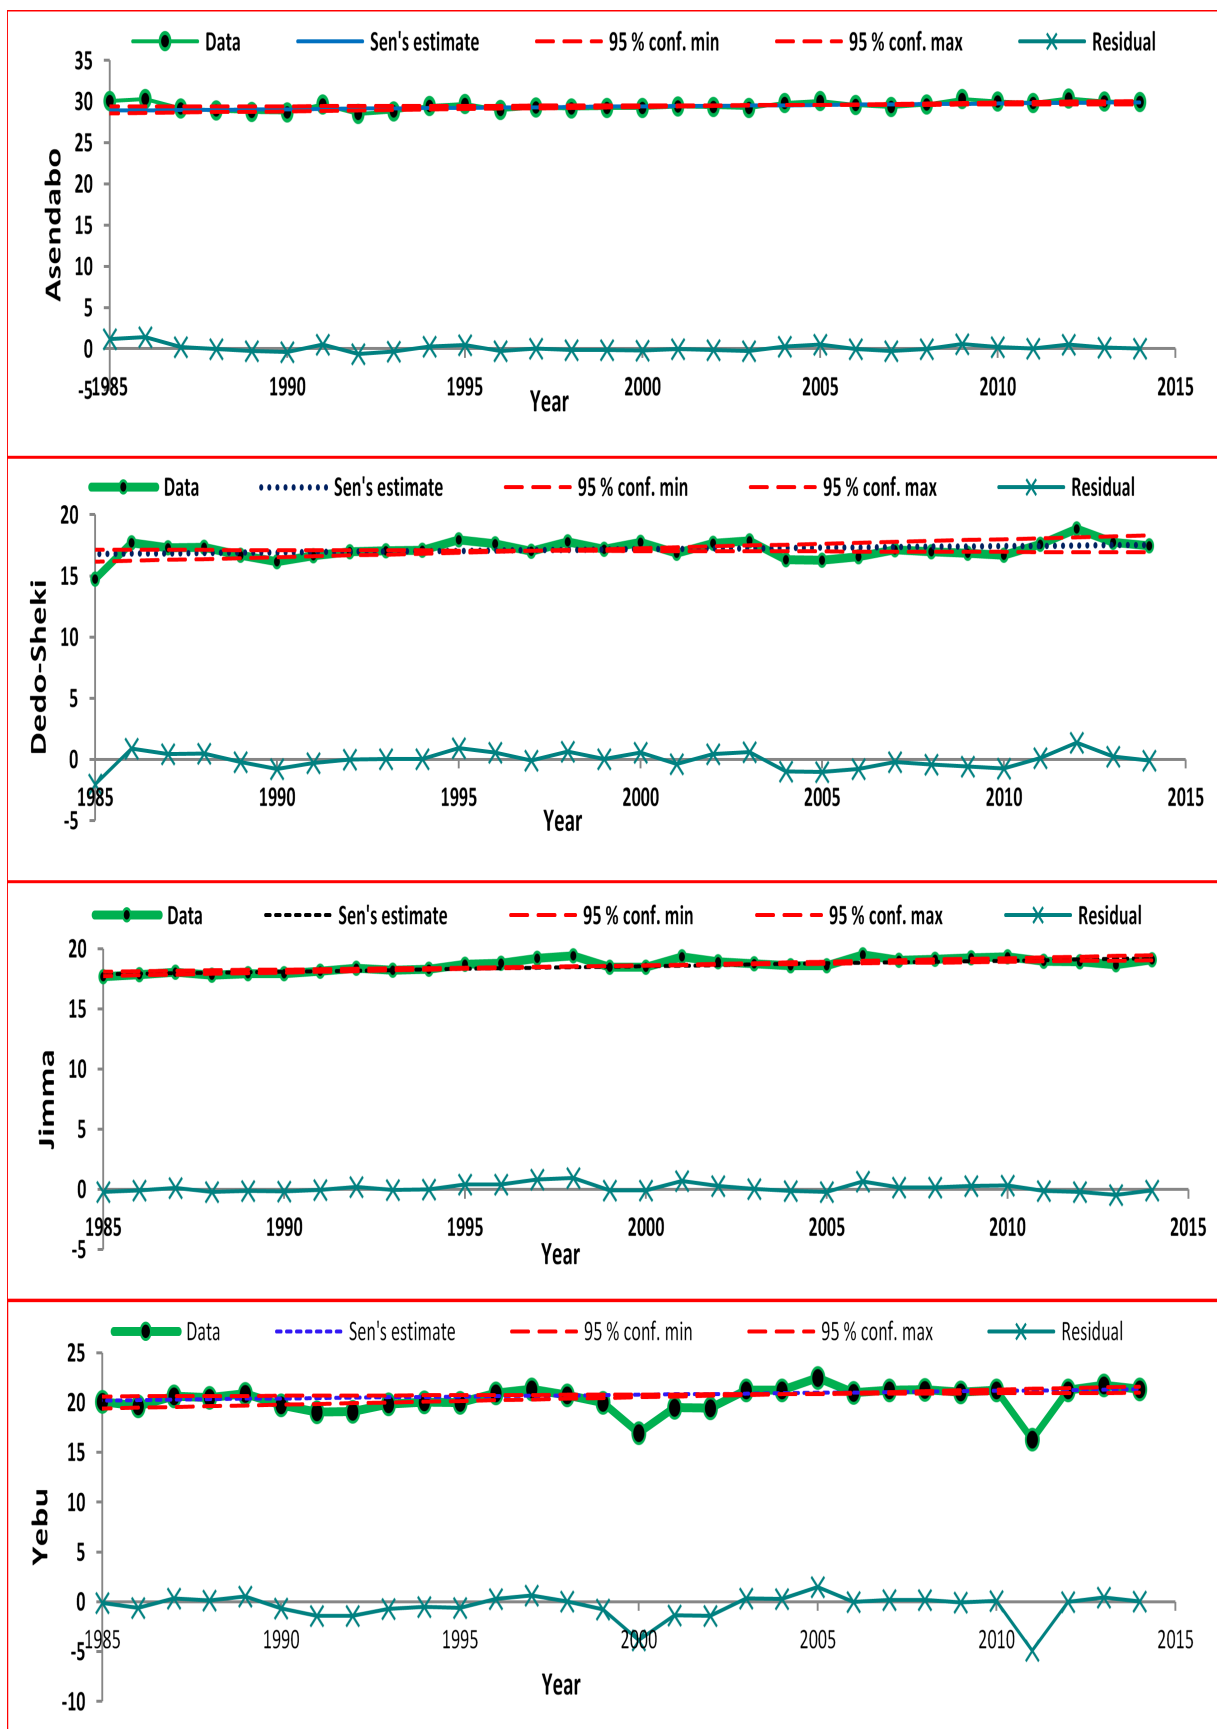 Data Sen's estimate 95 % conf. min 95 % conf. max Residual
35
30
25
20
15
10
5
0
-5
Asendabo
1985 1990 1995 2000 2005 2010 2015
Year
Data Sen's estimate 95 % conf. min 95 % conf. max Residual
20
15
10
5
0
-5
Dedo-Sheki
1985 1990 1995 2000 2005 2010 2015
Year
Data Sen's estimate 95 % conf. min 95 % conf. max Residual
20
15
10
5
0
-5
Jimma
1985 1990 1995 2000 2005 2010 2015
Year
Data Sen's estimate 95 % conf. min 95 % conf. max Residual
25
20
15
10
5
0
-5
-10
Yebu
1985 1990 1995 2000 2005 2010 2015
Year